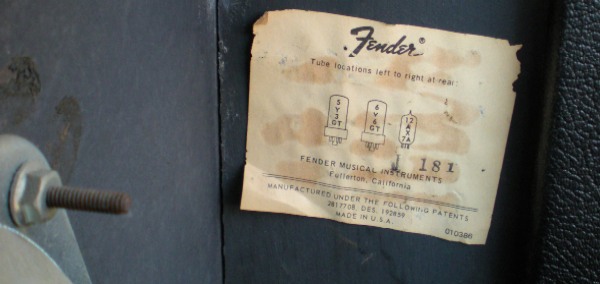 Fender®
Tube locations left to right at rear:
5Y3GT 6V6GT 12AX7A
181
FENDER MUSICAL INSTRUMENTS
Fullerton, California
MANUFACTURED UNDER THE FOLLOWING PATENTS
2817708, DES. 192859
MADE IN U.S.A.
010386